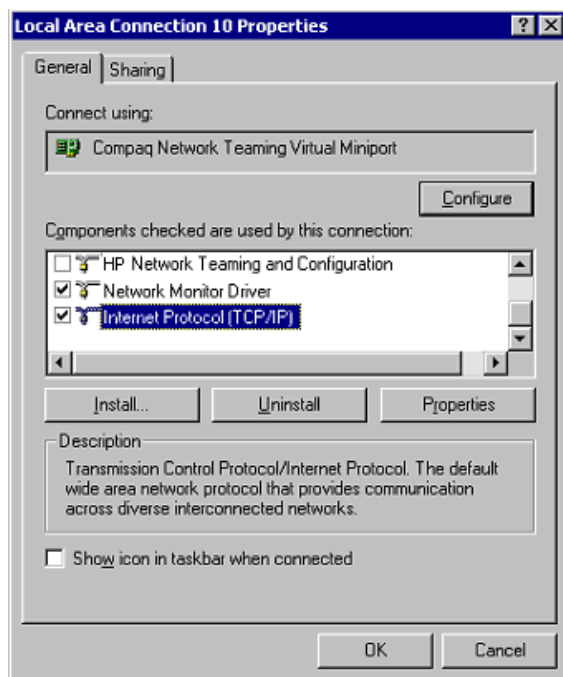 Local Area Connection 10 Properties
General
Sharing
Connect using:
Compaq Network Teaming Virtual Miniport
Configure
Components checked are used by this connection:
HP Network Teaming and Configuration
Network Monitor Driver
Internet Protocol (TCP/IP)
Install...
Uninstall
Properties
Description
Transmission Control Protocol/Internet Protocol. The default
wide area network protocol that provides communication
across diverse interconnected networks.
Show icon in taskbar when connected
OK
Cancel